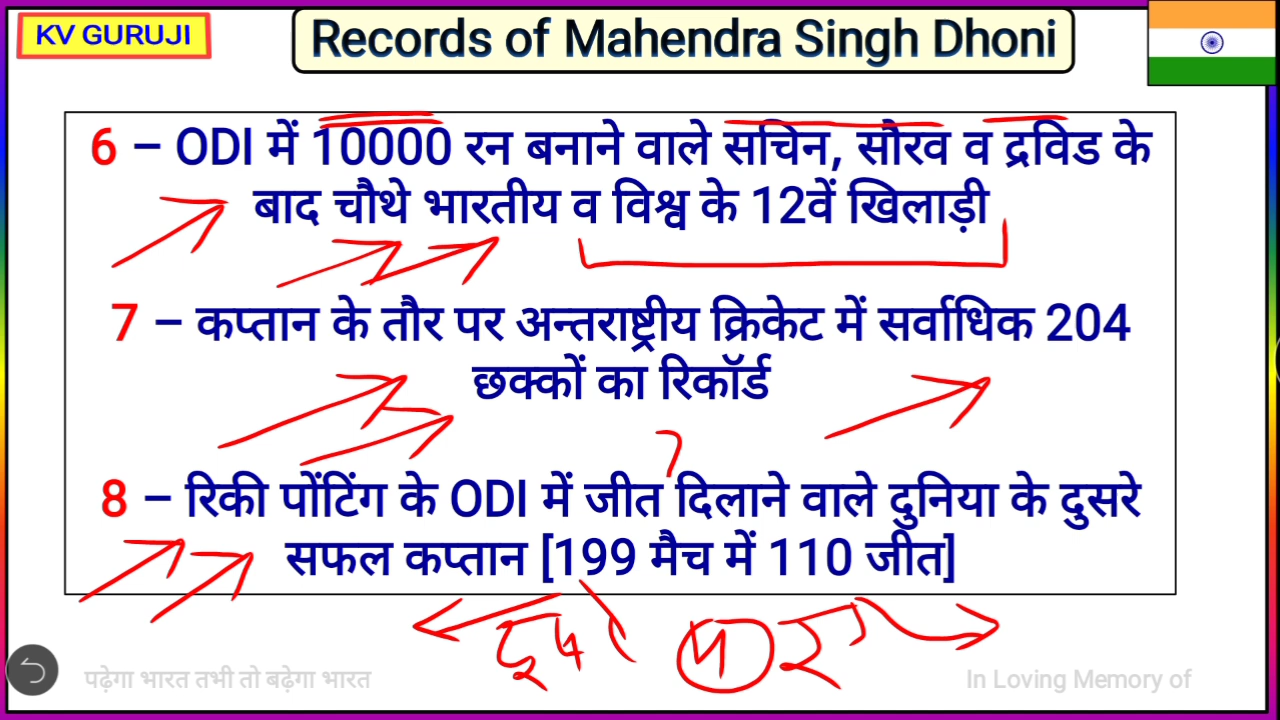 KV GURUJI
Records of Mahendra Singh Dhoni
6 – ODI में 10000 रन बनाने वाले सचिन, सौरव व द्रविड के
बाद चौथे भारतीय व विश्व के 12वें खिलाड़ी
7 – कप्तान के तौर पर अन्तराष्ट्रीय क्रिकेट में सर्वाधिक 204
छक्कों का रिकॉर्ड
8 – रिकी पोंटिंग के ODI में जीत दिलाने वाले दुनिया के दुसरे
सफल कप्तान [199 मैच में 110 जीत]
पढ़ेगा भारत तभी तो बढ़ेगा भारत
In Loving Memory of